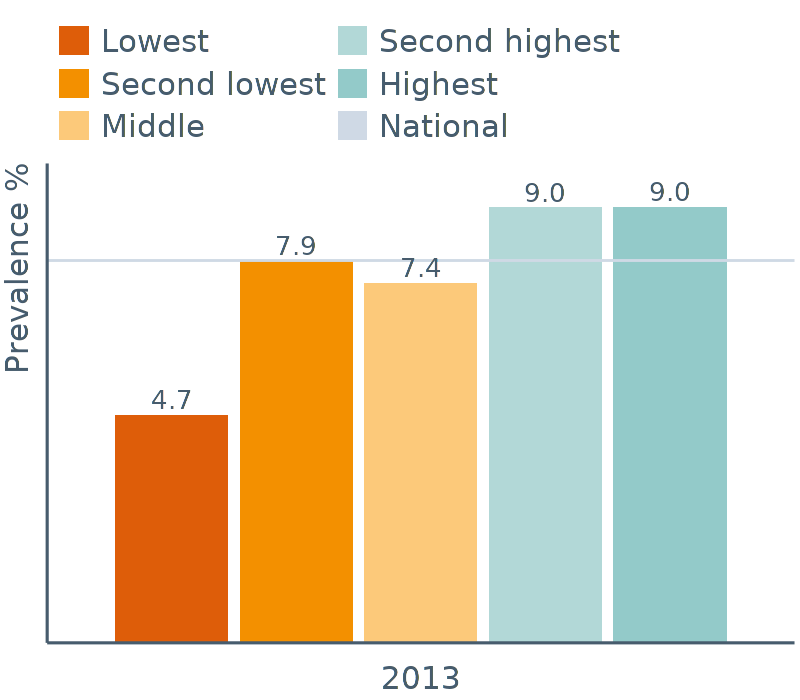 Lowest
Second lowest
Middle
Second highest
Highest
National
Prevalence %
4.7
7.9
7.4
9.0
9.0
2013